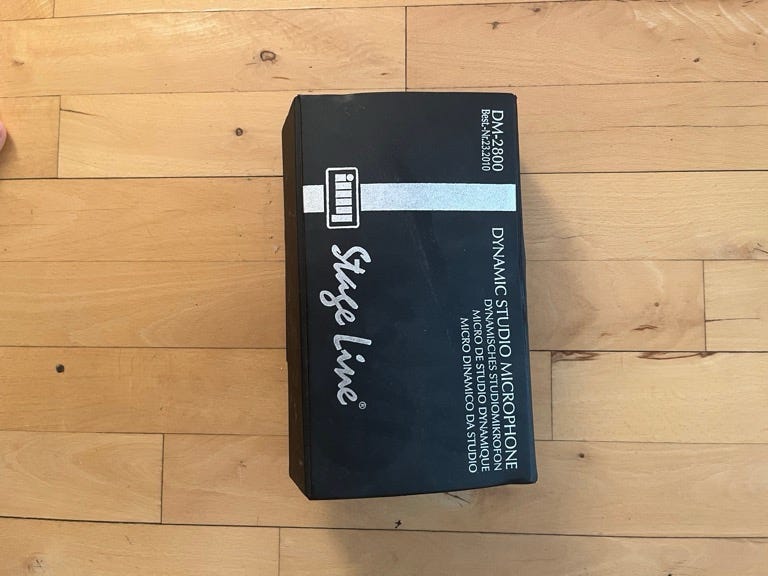 DM-2800
Best.-Nr.23.2010
DYNAMIC STUDIO MICROPHONE
DYNAMISCHES STUDIOMIKROFON
MICRO DE STUDIO DYNAMIQUE
MICRO DINAMICO DA STUDIO
img Stage Line®